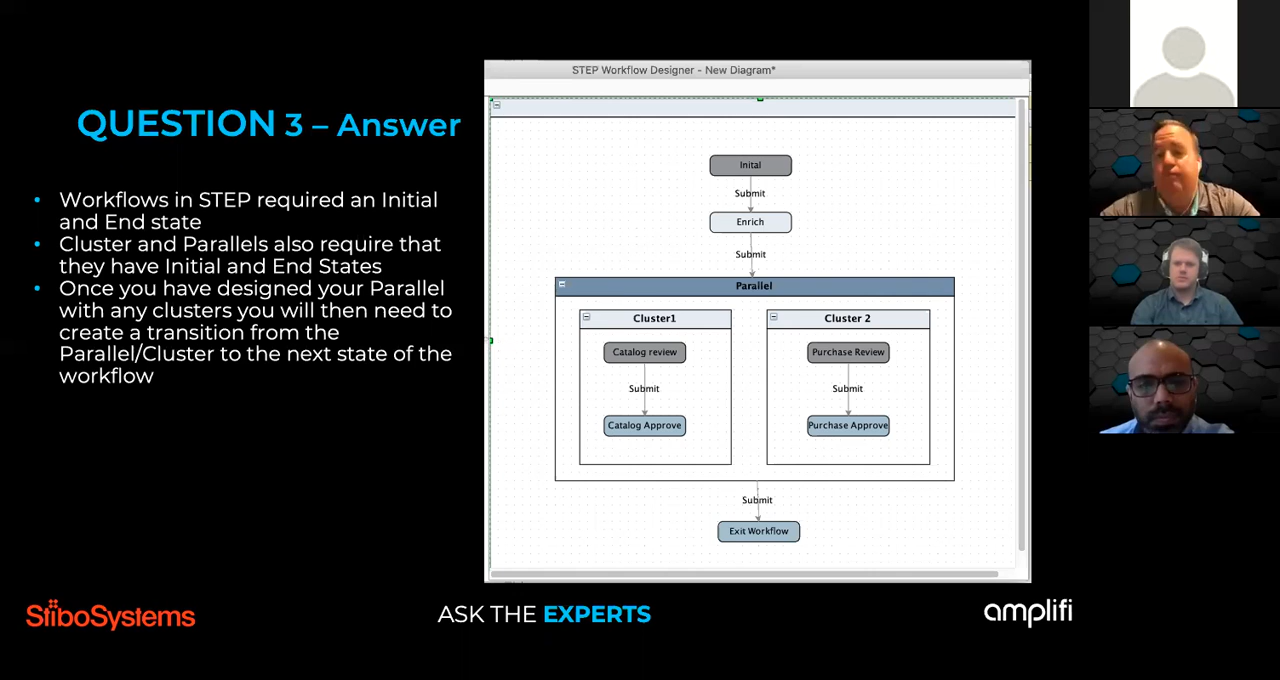 QUESTION 3 – Answer
• Workflows in STEP required an Initial
and End state
• Cluster and Parallels also require that
they have Initial and End States
• Once you have designed your Parallel
with any clusters you will then need to
create a transition from the
Parallel/Cluster to the next state of the
workflow
STEP Workflow Designer - New Diagram*
Inital
Submit
Enrich
Submit
Parallel
Cluster1
Cluster 2
Catalog review
Purchase Review
Submit
Submit
Catalog Approve
Purchase Approve
Submit
Exit Workflow
StiboSystems
ASK THE EXPERTS
amplifi